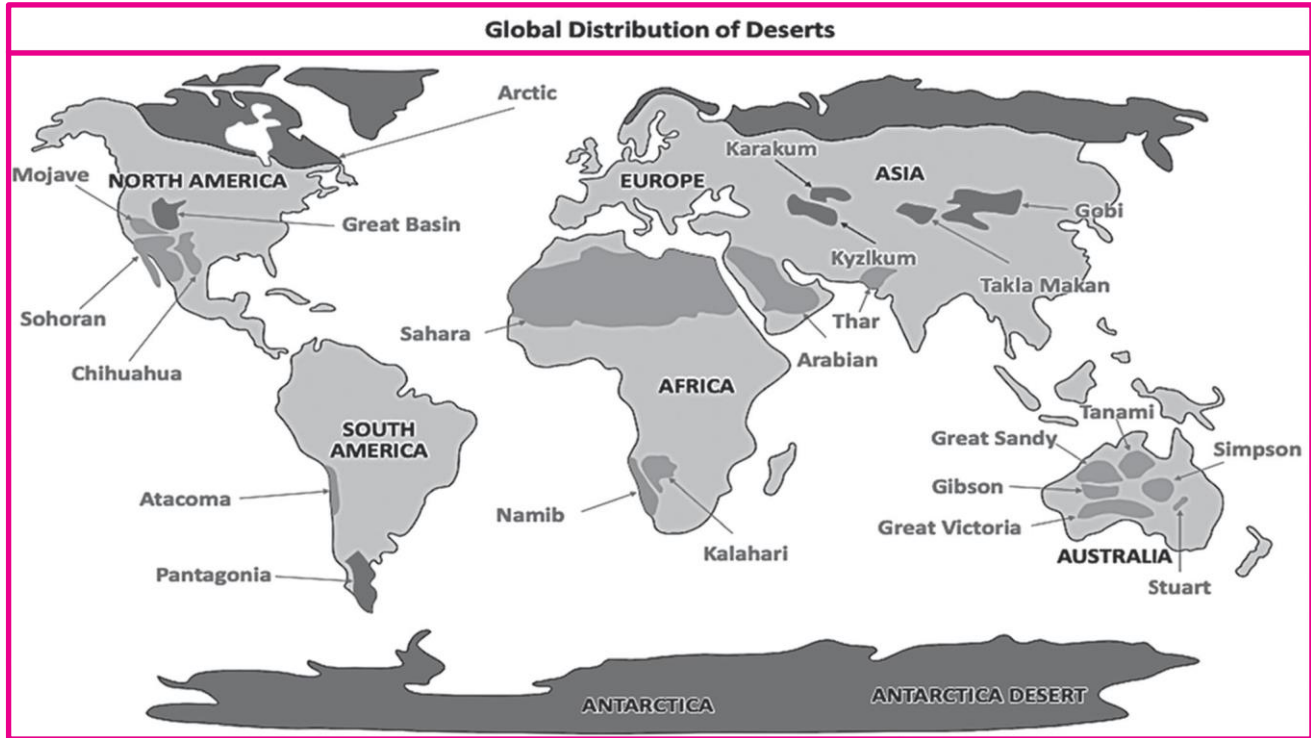 Global Distribution of Deserts
Arctic
Mojave
NORTH AMERICA
Great Basin
Sohoran
Chihuahua
EUROPE
Karakum
ASIA
Gobi
Kyzlkum
Takla Makan
Thar
Sahara
Arabian
AFRICA
SOUTH
AMERICA
Atacoma
Pantagonia
Namib
Kalahari
Tanami
Great Sandy
Simpson
Gibson
Great Victoria
AUSTRALIA
Stuart
ANTARCTICA
ANTARCTICA DESERT